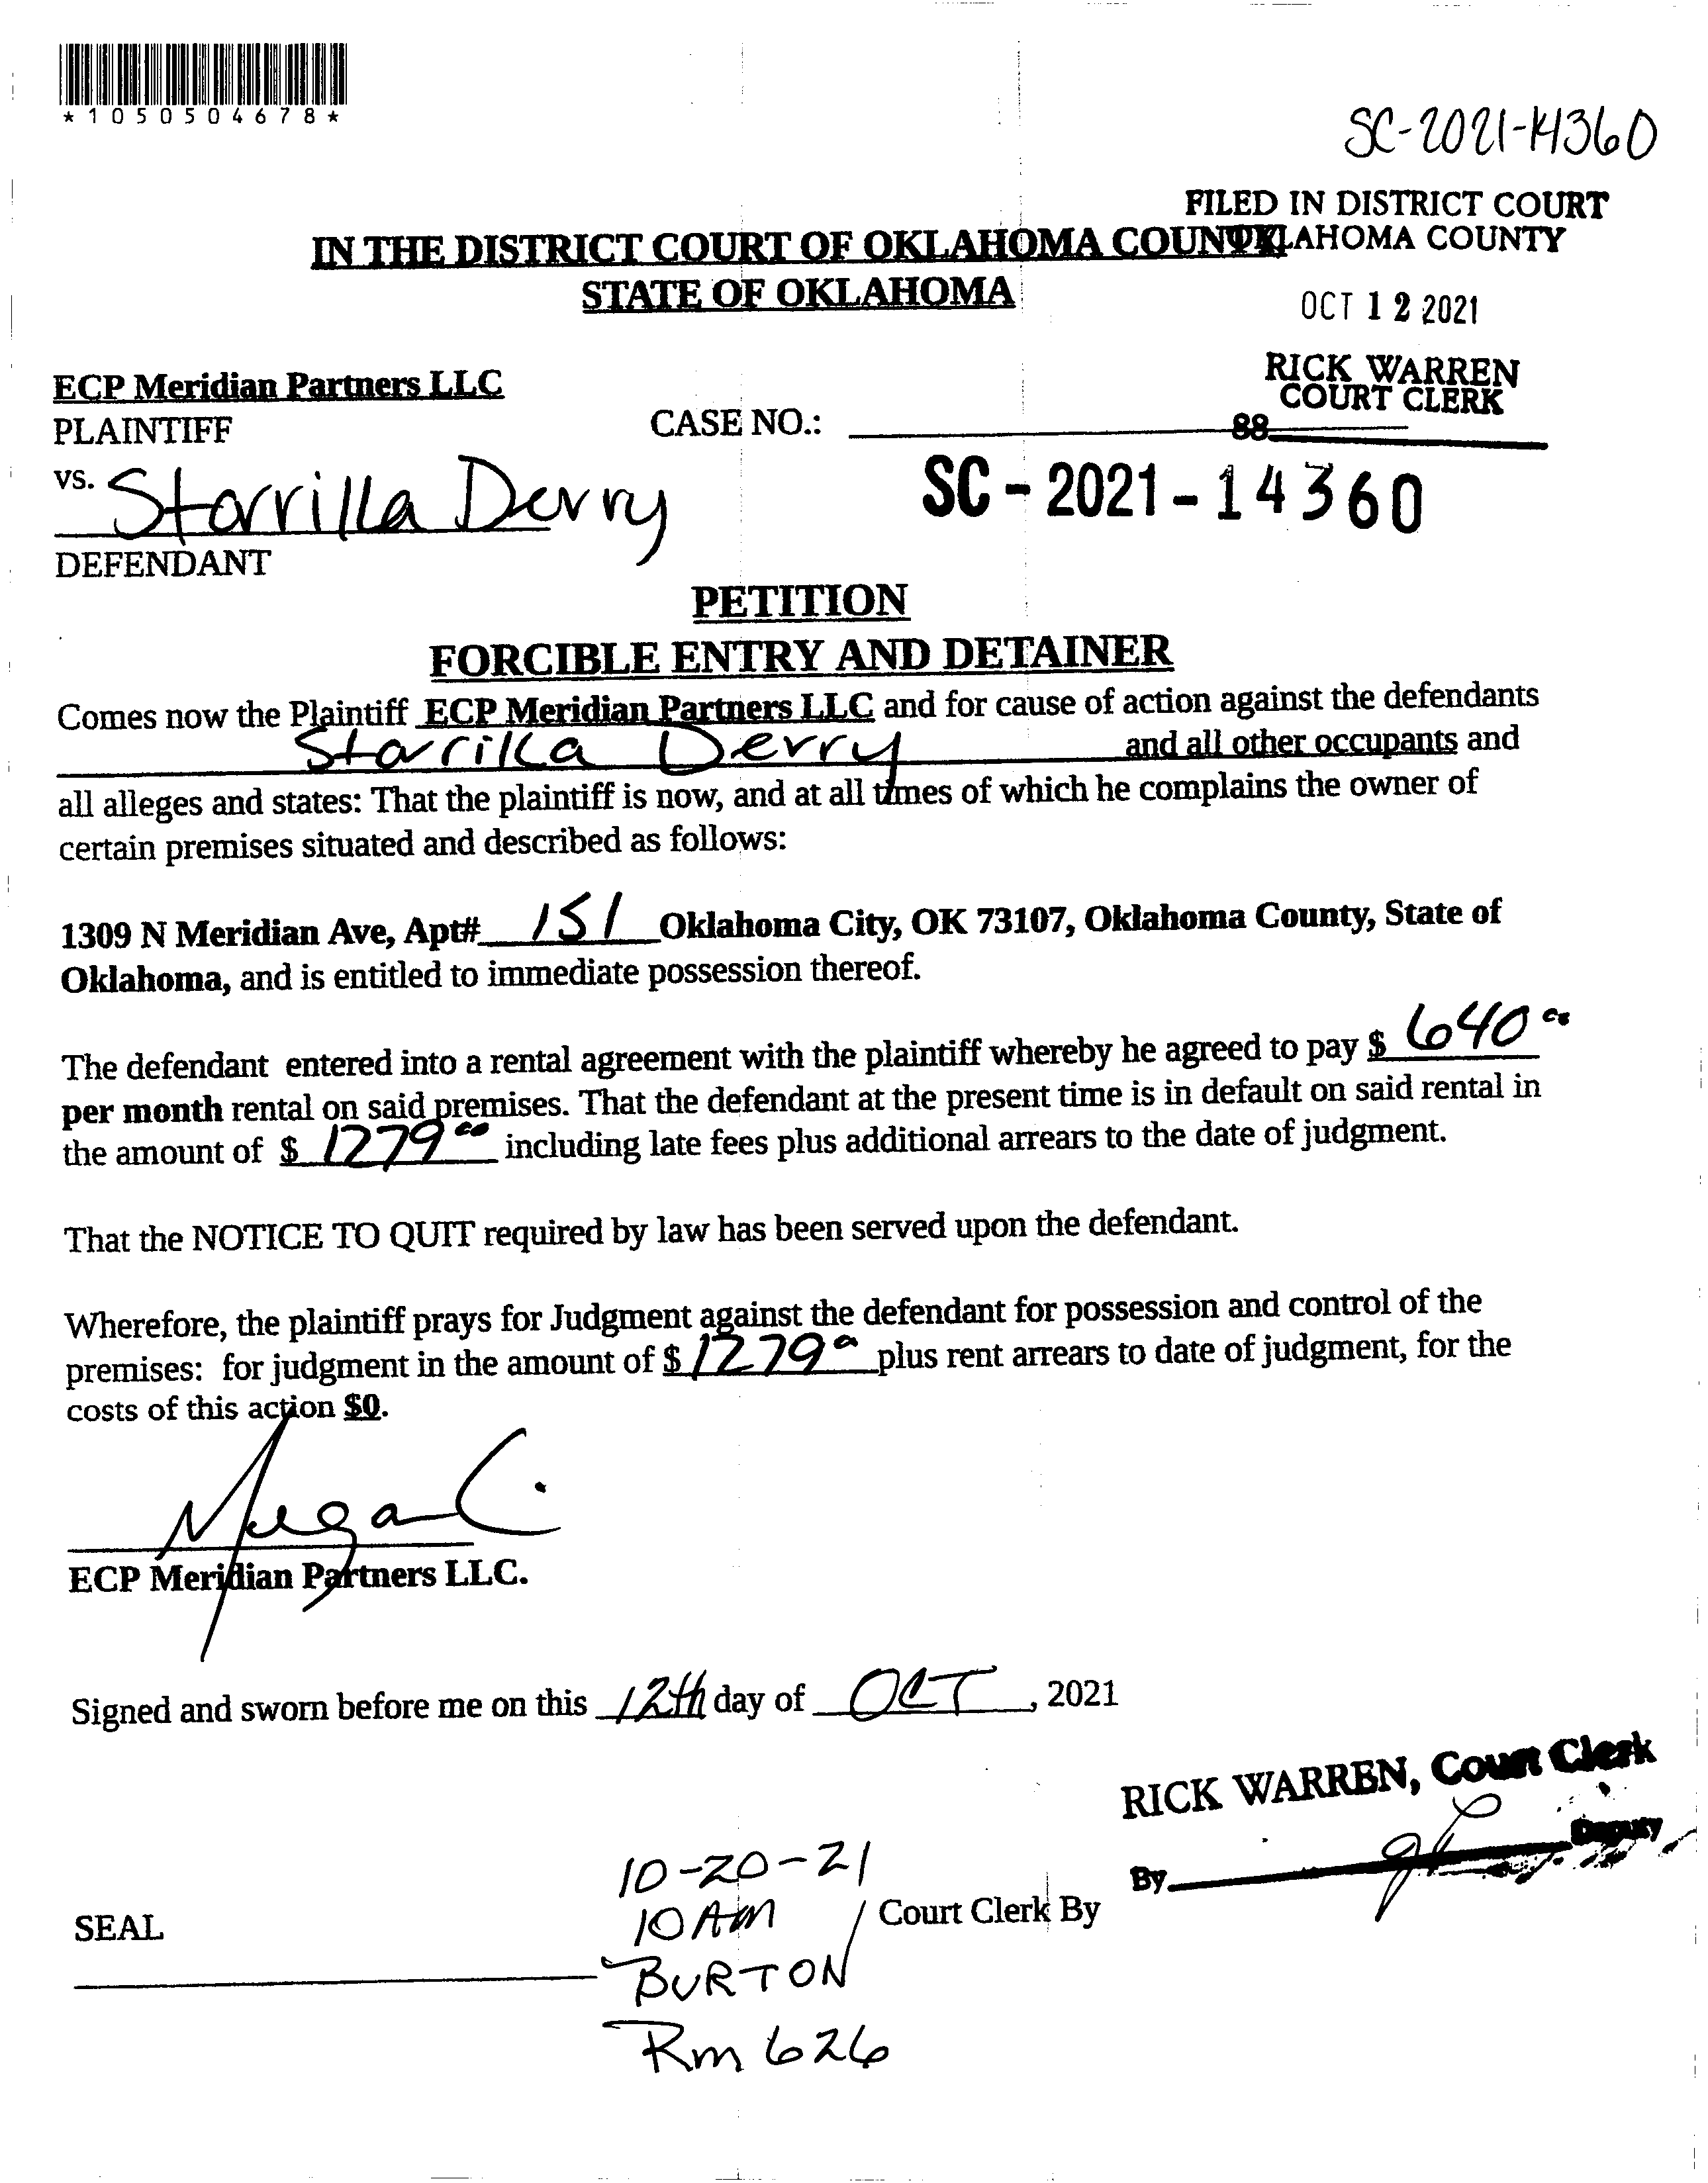 *1050504678*
SC-2021-14360
FILED IN DISTRICT COURT
OKLAHOMA COUNTY
IN THE DISTRICT COURT OF OKLAHOMA COUNTY
STATE OF OKLAHOMA
OCT 12 2021
RICK WARREN
COURT CLERK
ECP Meridian Partners LLC
PLAINTIFF
CASE NO.:
88
vs. Starrilla Derry
SC-2021-14360
DEFENDANT
PETITION
FORCIBLE ENTRY AND DETAINER
Comes now the Plaintiff ECP Meridian Partners LLC and for cause of action against the defendants
Starrilla Derry and all other occupants and
all alleges and states: That the plaintiff is now, and at all times of which he complains the owner of
certain premises situated and described as follows:
1309 N Meridian Ave, Apt# 151 Oklahoma City, OK 73107, Oklahoma County, State of
Oklahoma, and is entitled to immediate possession thereof.
The defendant entered into a rental agreement with the plaintiff whereby he agreed to pay $ 640 00
per month rental on said premises. That the defendant at the present time is in default on said rental in
the amount of $ 1279 00 including late fees plus additional arrears to the date of judgment.
That the NOTICE TO QUIT required by law has been served upon the defendant.
Wherefore, the plaintiff prays for Judgment against the defendant for possession and control of the
premises: for judgment in the amount of $ 1279 00 plus rent arrears to date of judgment, for the
costs of this action $0.
Megan C.
ECP Meridian Partners LLC.
Signed and sworn before me on this 12th day of OCT, 2021
RICK WARREN, Court Clerk
By Deputy
10-20-21
10 AM
SEAL
Court Clerk By
BURTON
Rm 626